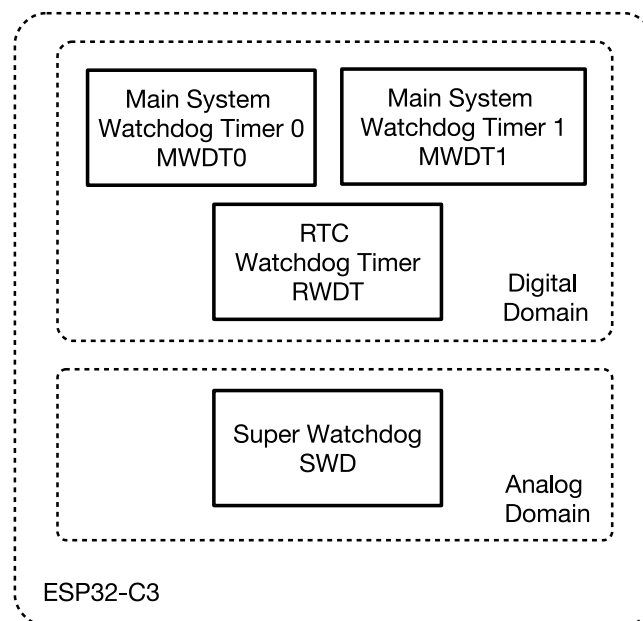 Main System
Watchdog Timer 0
MWDT0
Main System
Watchdog Timer 1
MWDT1
RTC
Watchdog Timer
RWDT
Digital
Domain
Super Watchdog
SWD
Analog
Domain
ESP32-C3